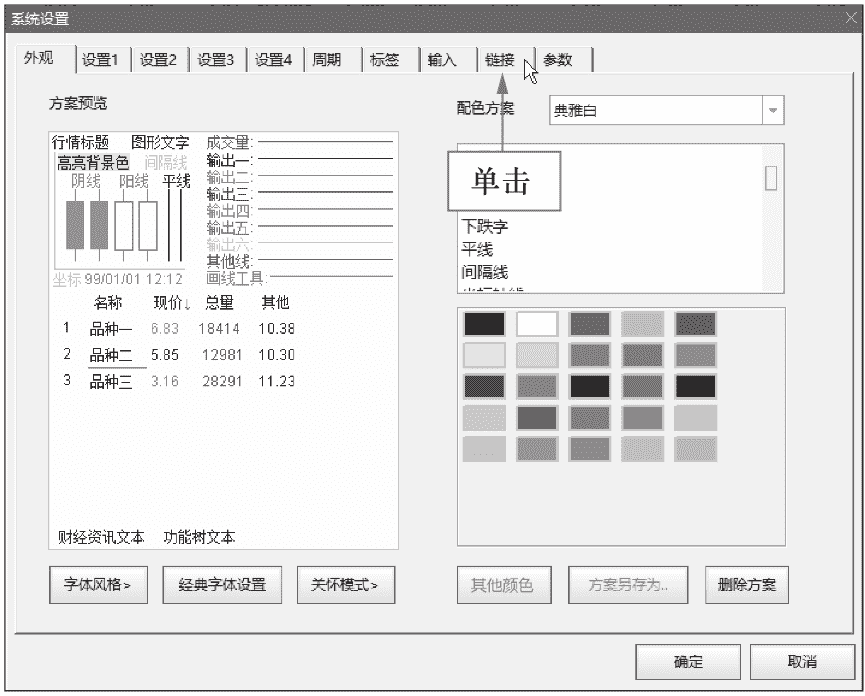 系统设置
外观 设置1 设置2 设置3 设置4 周期 标签 输入 链接 参数
方案预览
配色方案 典雅白
行情标题 图形文字 成交量:
高亮背景色 间隔线 输出一:
输出二:
阴线 阳线 平线 输出三:
输出四:
输出五:
输出六:
其他线:
坐标 99/01/01 12:12 画线工具:
单击
下跌字
平线
间隔线
名称 现价↓ 总量 其他
1 品种一 6.83 18414 10.38
2 品种二 5.85 12981 10.30
3 品种三 3.16 28291 11.23
财经资讯文本 功能树文本
字体风格> 经典字体设置 关怀模式> 其他颜色 方案另存为.. 删除方案
确定 取消